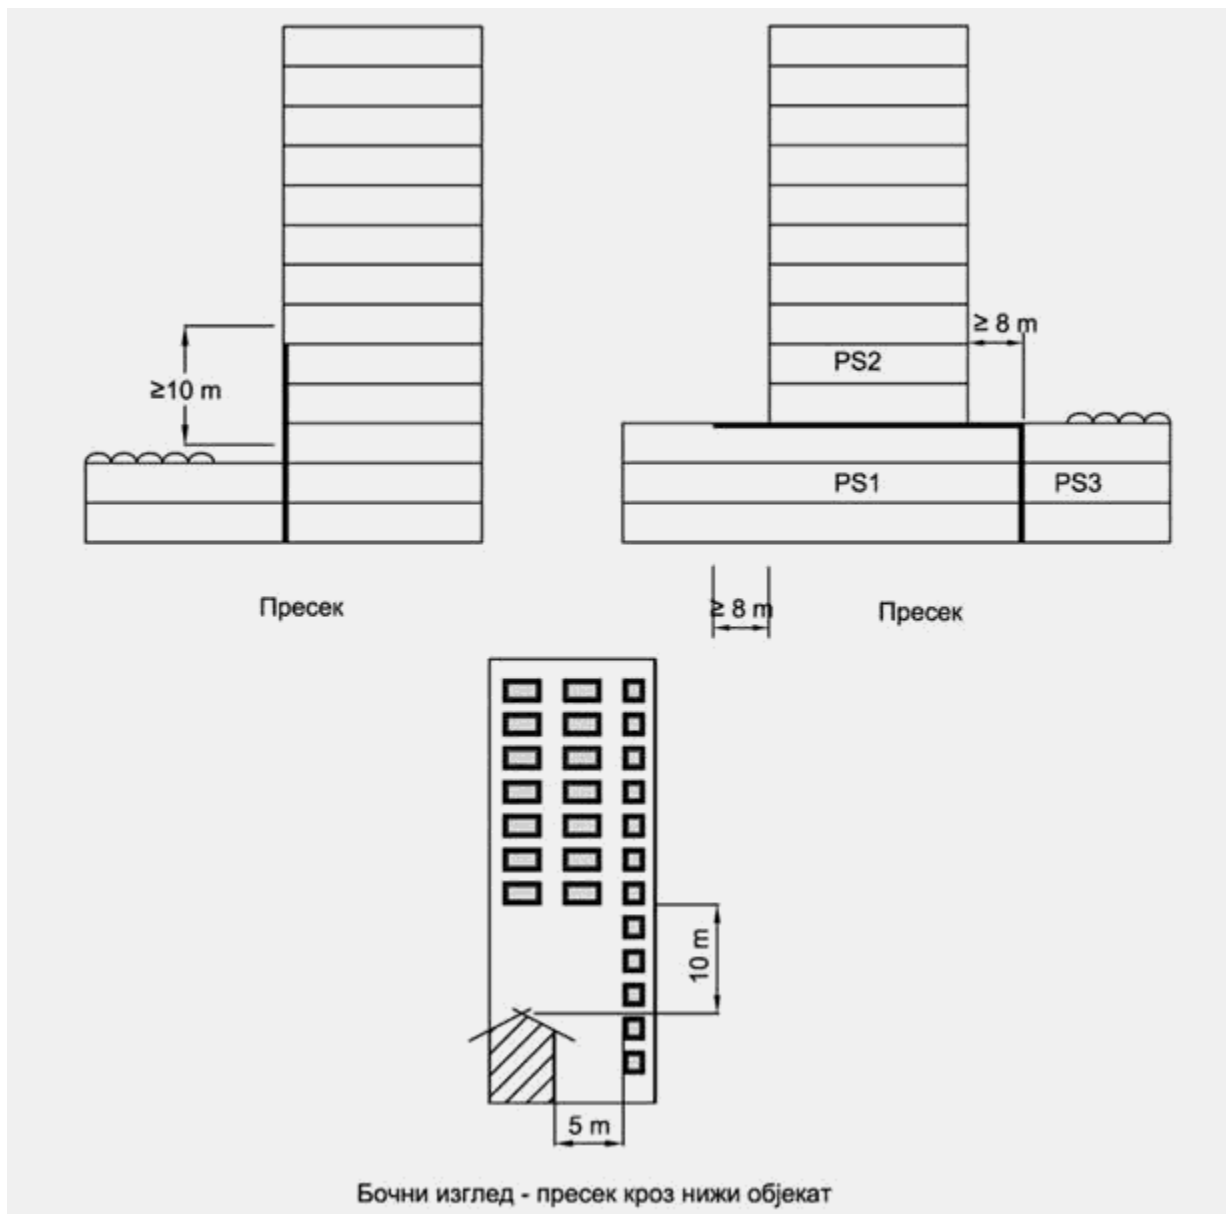 ≥ 8 m
PS2
≥10 m
PS1
PS3
Пресек
≥ 8 m
Пресек
10 m
5 m
Бочни изглед - пресек кроз нижи објекат